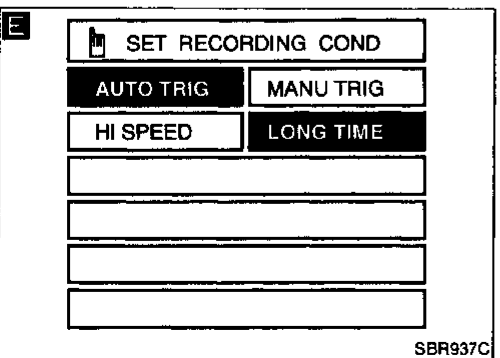 E
SET RECORDING COND
AUTO TRIG MANU TRIG
HI SPEED LONG TIME
SBR937C